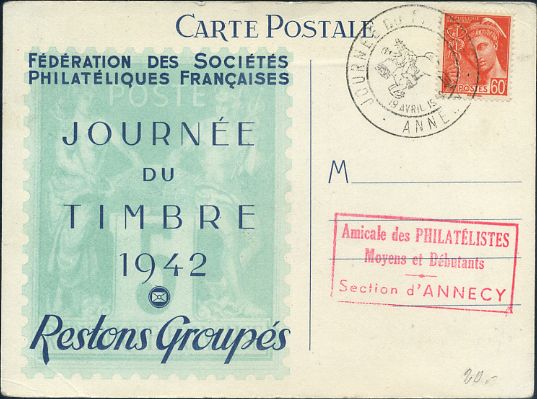 CARTE POSTALE
FÉDÉRATION DES SOCIÉTÉS
PHILATÉLIQUES FRANÇAISES
POSTE
JOURNÉE
DU
TIMBRE
1942
Restons Groupés
JOURNÉE DU
19 AVRIL
ANNE
POSTES 60
M
Amicale des PHILATÉLISTES
Moyens et Débutants
Section d'ANNECY
20.-